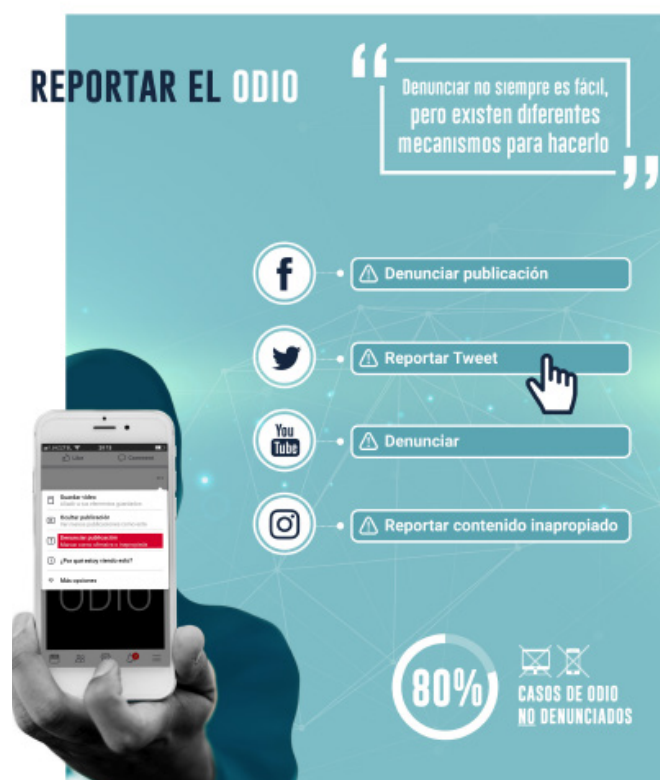 REPORTAR EL ODIO
Denunciar no siempre es fácil,
pero existen diferentes
mecanismos para hacerlo
Denunciar publicación
Reportar Tweet
You
Tube
Denunciar
Reportar contenido inapropiado
Like
Comment
Guardar vídeo
Ocultar publicación
Denunciar publicación
¿Por qué estoy viendo esto?
Más opciones
ODIO
80%
CASOS DE ODIO
NO DENUNCIADOS